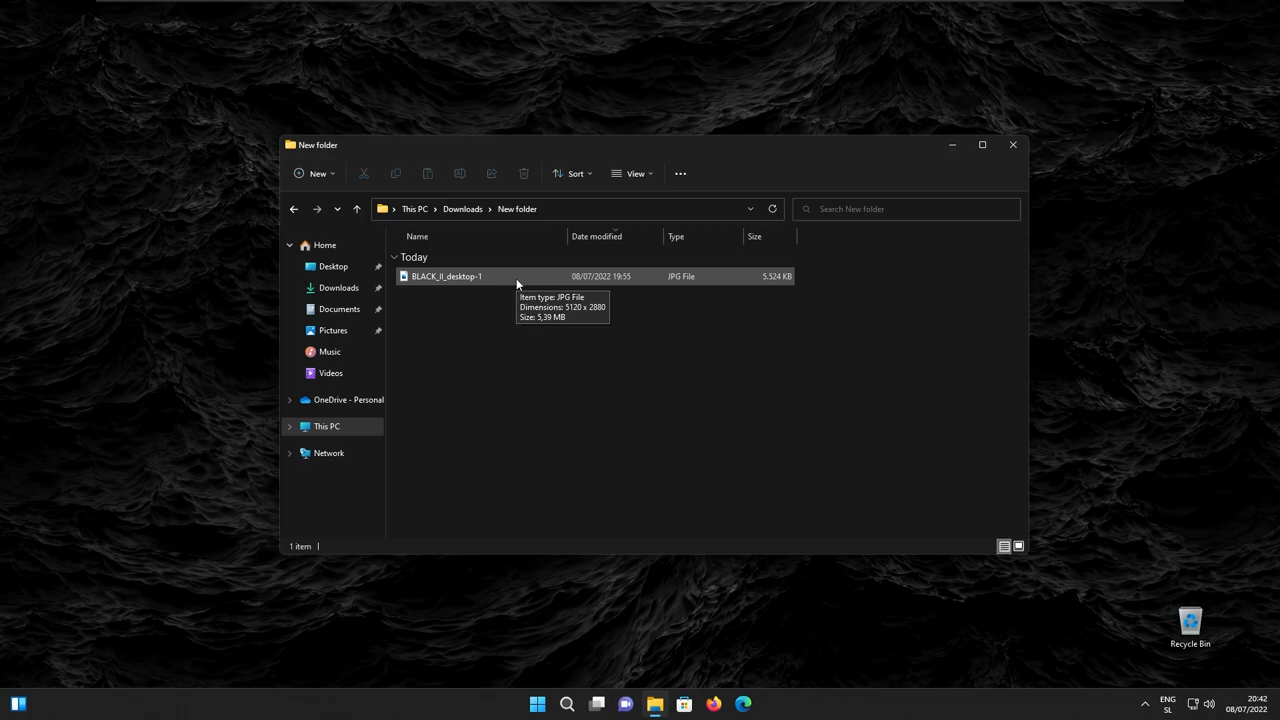 New folder
New
Sort
View
This PC
Downloads
New folder
Search New folder
Name
Date modified
Type
Size
Home
Desktop
Downloads
Documents
Pictures
Music
Videos
OneDrive - Personal
This PC
Network
Today
BLACK_II_desktop-1 08/07/2022 19:55 JPG File 5.524 KB
Item type: JPG File
Dimensions: 5120 x 2880
Size: 5,39 MB
1 item
Recycle Bin
ENG
SL
20:42
08/07/2022